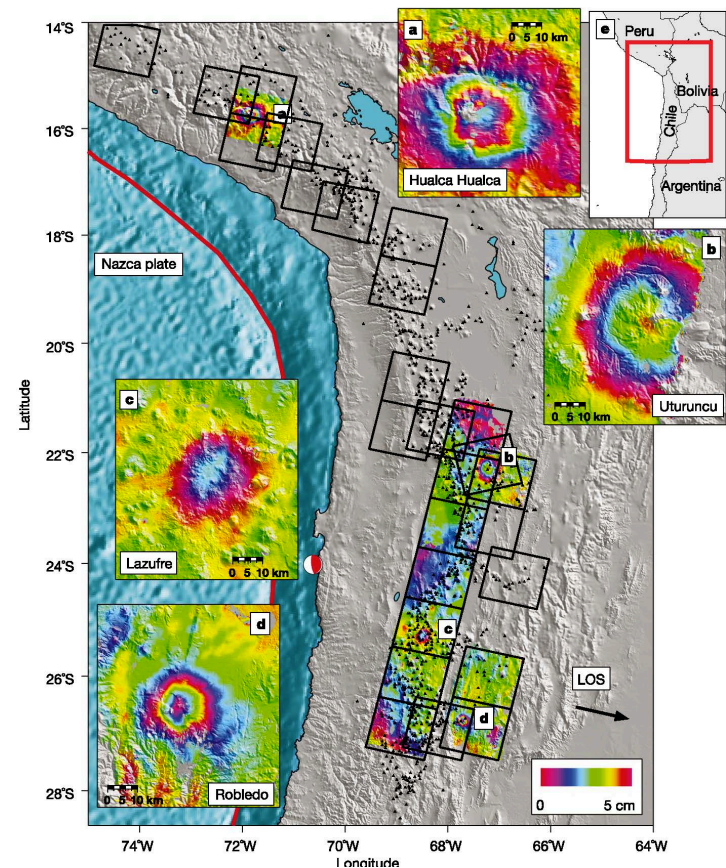 14°S
16°S
18°S
20°S
22°S
24°S
26°S
28°S
Latitude
74°W
72°W
70°W
68°W
66°W
64°W
Longitude
Nazca plate
a
b
c
d
LOS
0 5 cm
a
0 5 10 km
Hualca Hualca
e
Peru
Bolivia
Chile
Argentina
b
0 5 10 km
Uturuncu
c
Lazufre
0 5 10 km
d
0 5 10 km
Robledo